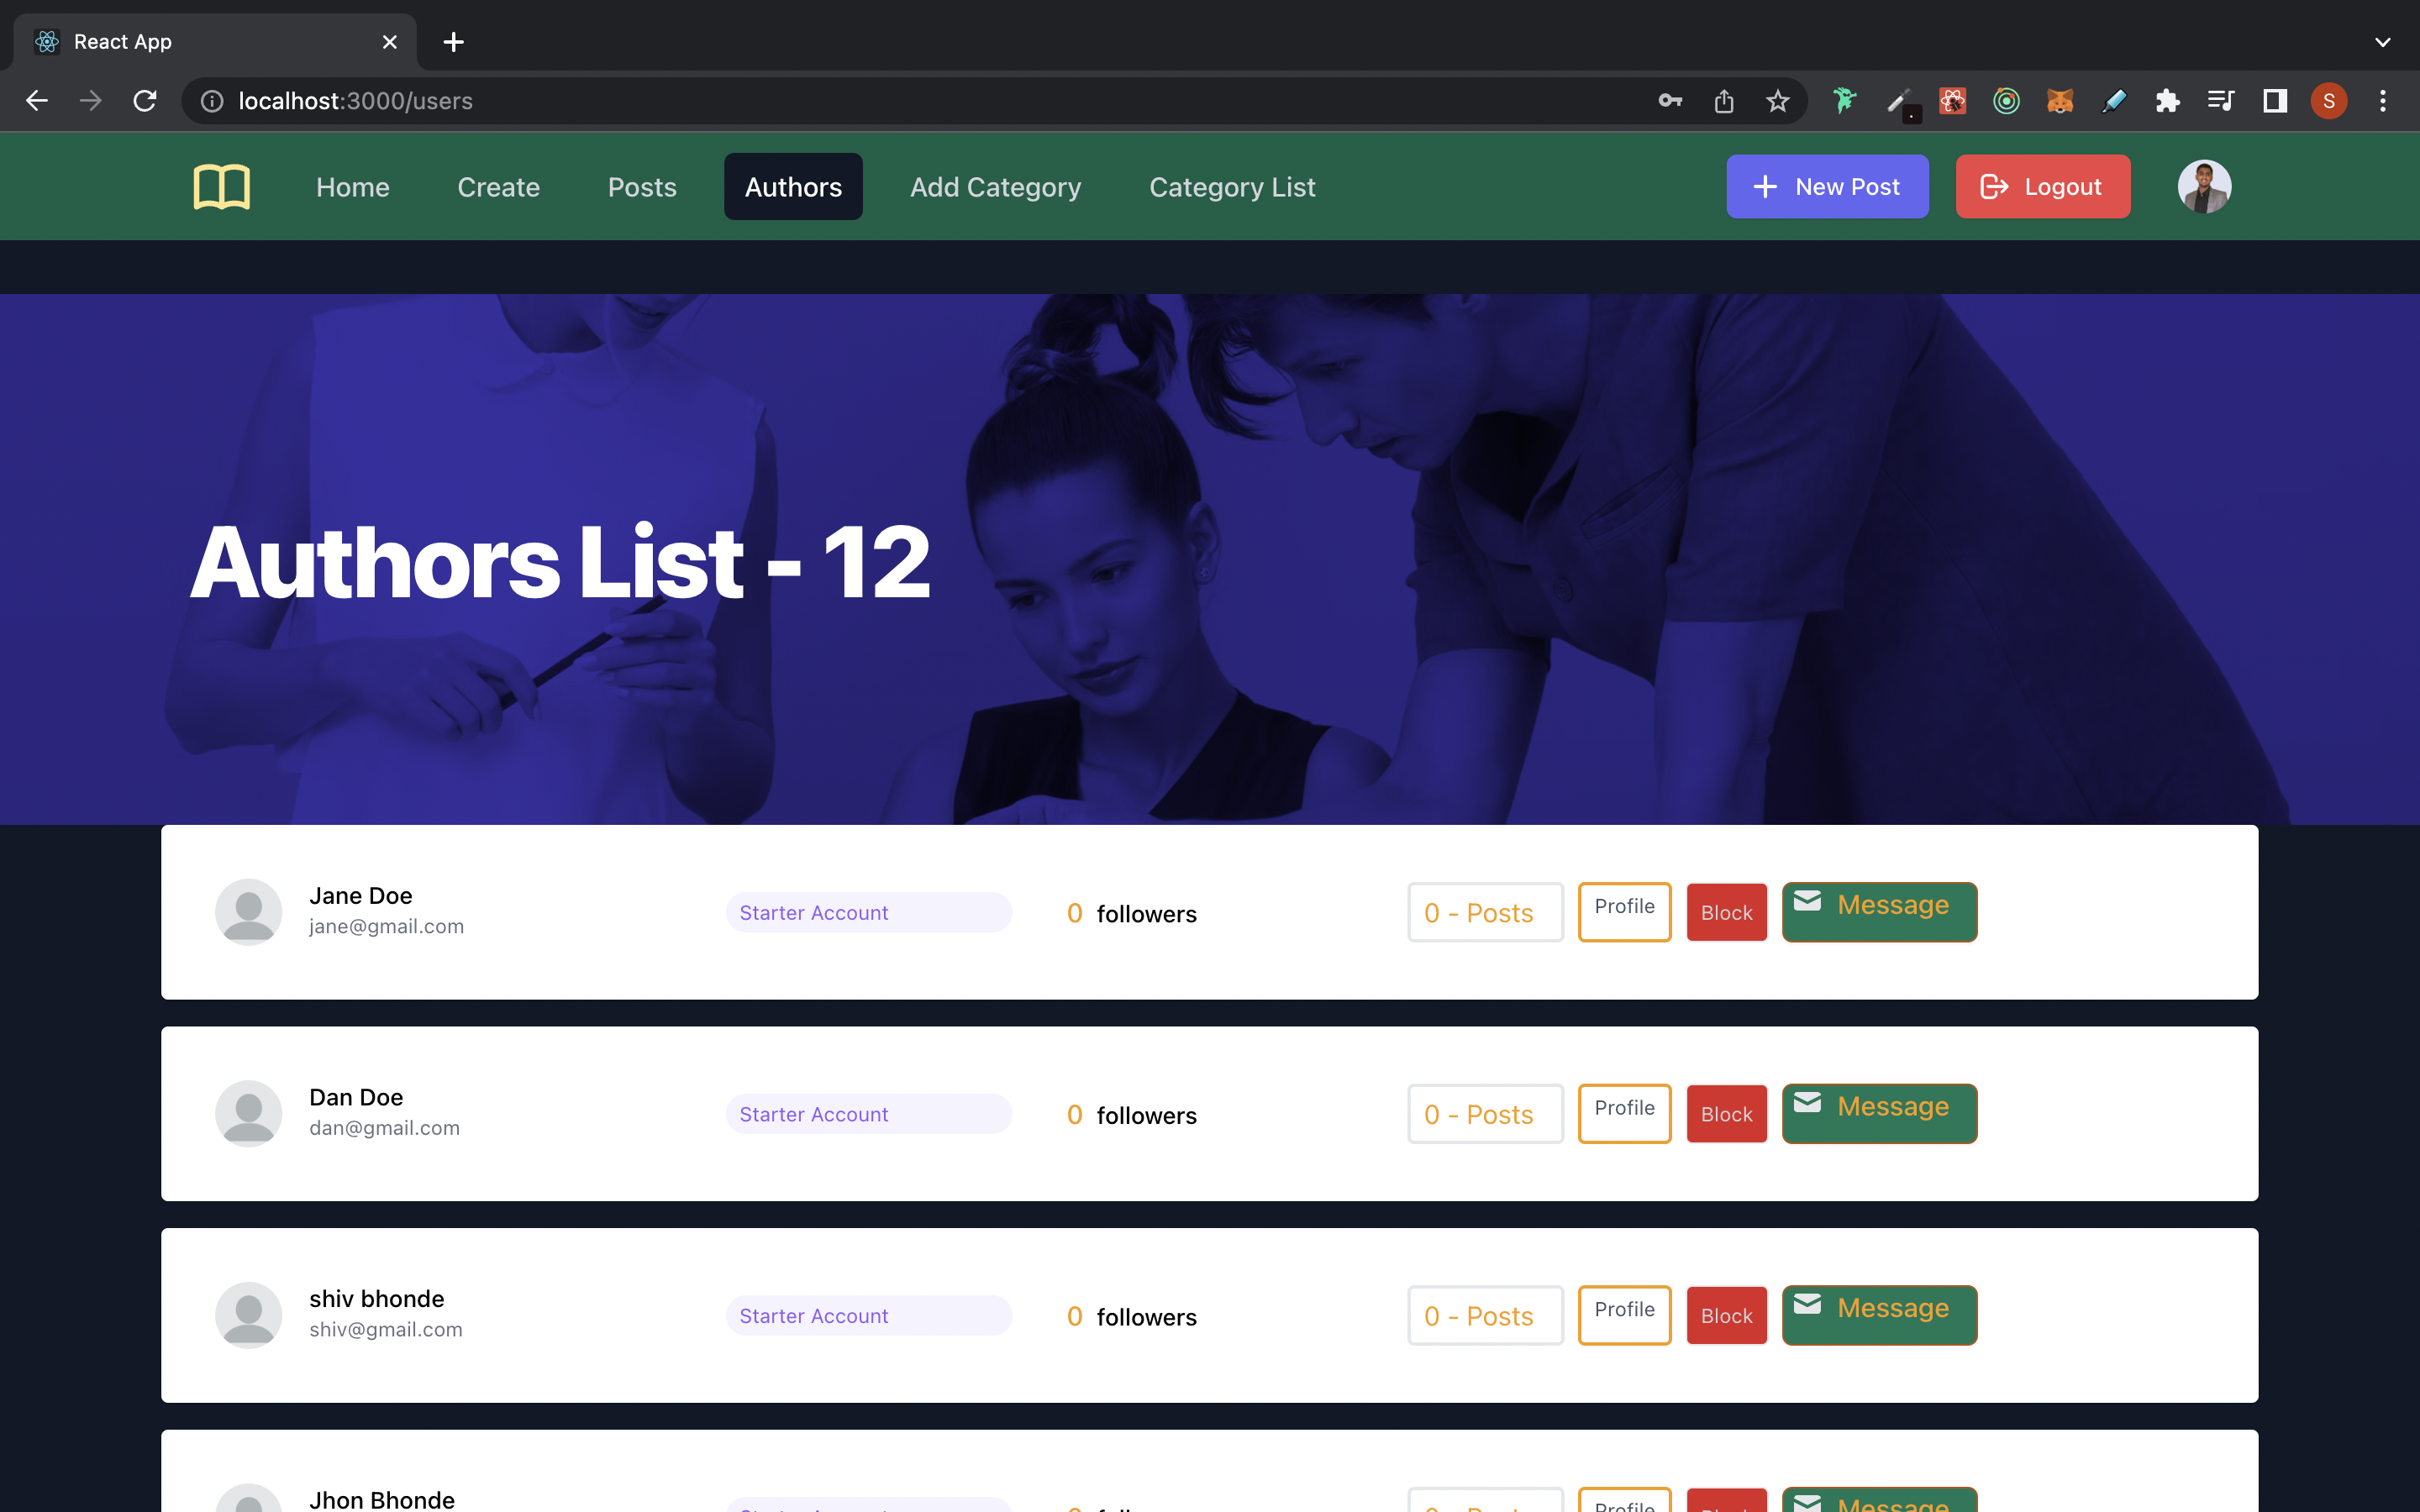 React App
localhost:3000/users
S
Home Create Posts Authors Add Category Category List New Post Logout
Authors List - 12
Jane Doe
jane@gmail.com
Starter Account
0 followers
0 - Posts
Profile
Block
Message
Dan Doe
dan@gmail.com
Starter Account
0 followers
0 - Posts
Profile
Block
Message
shiv bhonde
shiv@gmail.com
Starter Account
0 followers
0 - Posts
Profile
Block
Message
Jhon Bhonde
Profile
Message